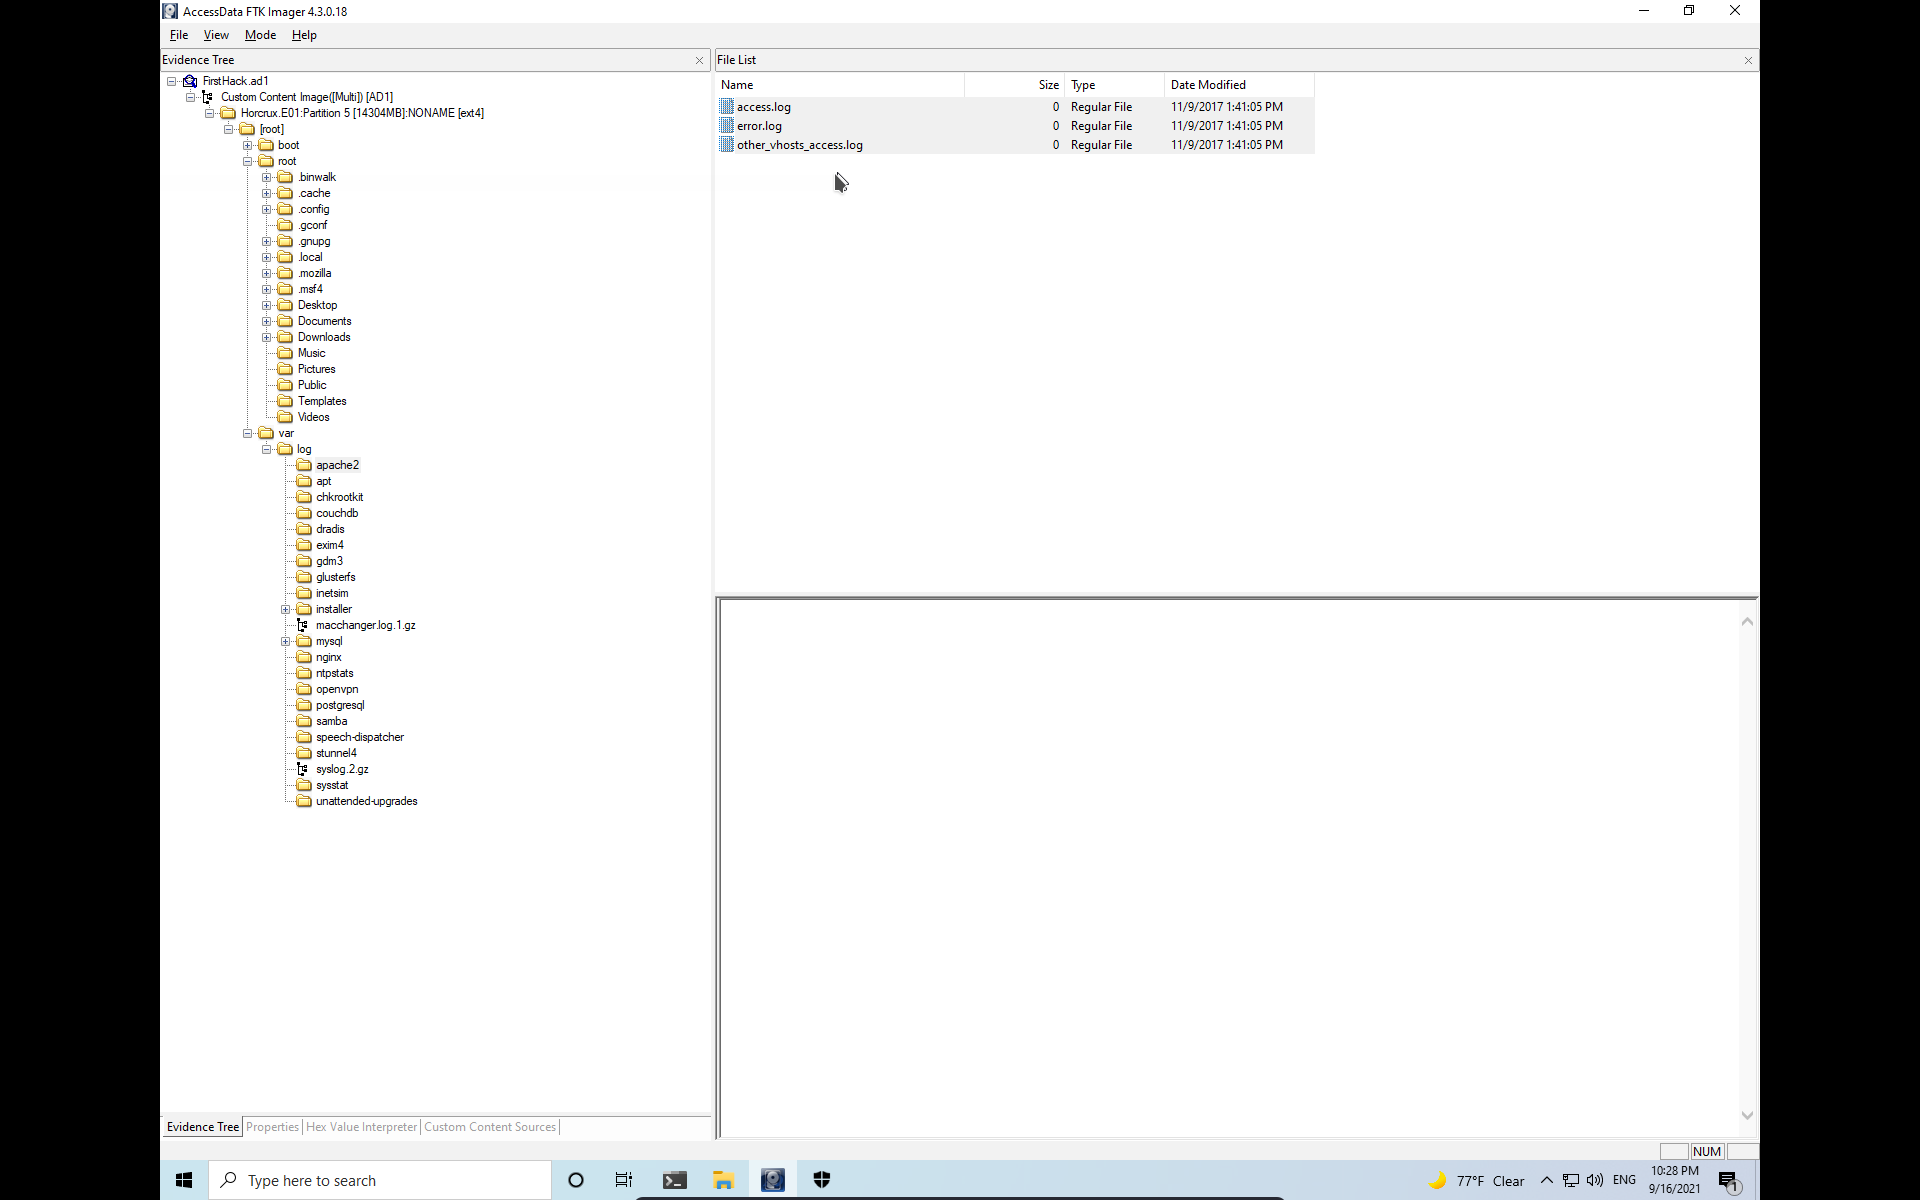 AccessData FTK Imager 4.3.0.18
File View Mode Help
Evidence Tree
FirstHack.ad1
Custom Content Image([Multi]) [AD1]
Horcrux.E01:Partition 5 [14304MB]:NONAME [ext4]
[root]
boot
root
.binwalk
.cache
.config
.gconf
.gnupg
.local
.mozilla
.msf4
Desktop
Documents
Downloads
Music
Pictures
Public
Templates
Videos
var
log
apache2
apt
chkrootkit
couchdb
dradis
exim4
gdm3
glusterfs
inetsim
installer
macchanger.log.1.gz
mysql
nginx
ntpstats
openvpn
postgresql
samba
speech-dispatcher
stunnel4
syslog.2.gz
sysstat
unattended-upgrades
Evidence Tree Properties Hex Value Interpreter Custom Content Sources
File List
Name Size Type Date Modified
access.log 0 Regular File 11/9/2017 1:41:05 PM
error.log 0 Regular File 11/9/2017 1:41:05 PM
other_vhosts_access.log 0 Regular File 11/9/2017 1:41:05 PM
NUM
Type here to search
77°F Clear
ENG
10:28 PM
9/16/2021
1